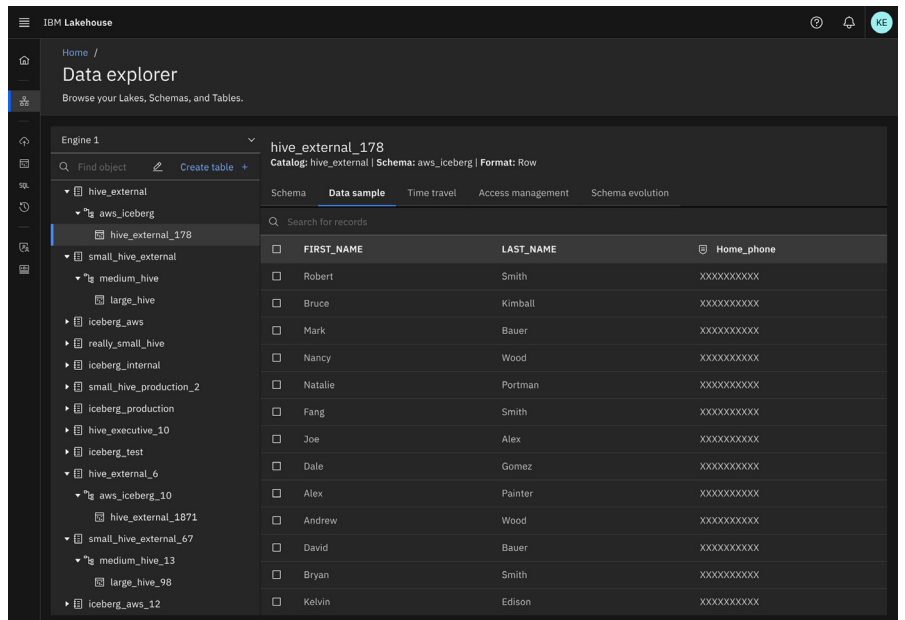 IBM Lakehouse
KE
Home /
Data explorer
Browse your Lakes, Schemas, and Tables.
Engine 1
Find object
Create table +
hive_external
aws_iceberg
hive_external_178
small_hive_external
medium_hive
large_hive
iceberg_aws
really_small_hive
iceberg_internal
small_hive_production_2
iceberg_production
hive_executive_10
iceberg_test
hive_external_6
aws_iceberg_10
hive_external_1871
small_hive_external_67
medium_hive_13
large_hive_98
iceberg_aws_12
SQL
hive_external_178
Catalog: hive_external | Schema: aws_iceberg | Format: Row
Schema Data sample Time travel Access management Schema evolution
Search for records
FIRST_NAME LAST_NAME Home_phone
Robert Smith XXXXXXXXXX
Bruce Kimball XXXXXXXXXX
Mark Bauer XXXXXXXXXX
Nancy Wood XXXXXXXXXX
Natalie Portman XXXXXXXXXX
Fang Smith XXXXXXXXXX
Joe Alex XXXXXXXXXX
Dale Gomez XXXXXXXXXX
Alex Painter XXXXXXXXXX
Andrew Wood XXXXXXXXXX
David Bauer XXXXXXXXXX
Bryan Smith XXXXXXXXXX
Kelvin Edison XXXXXXXXXX